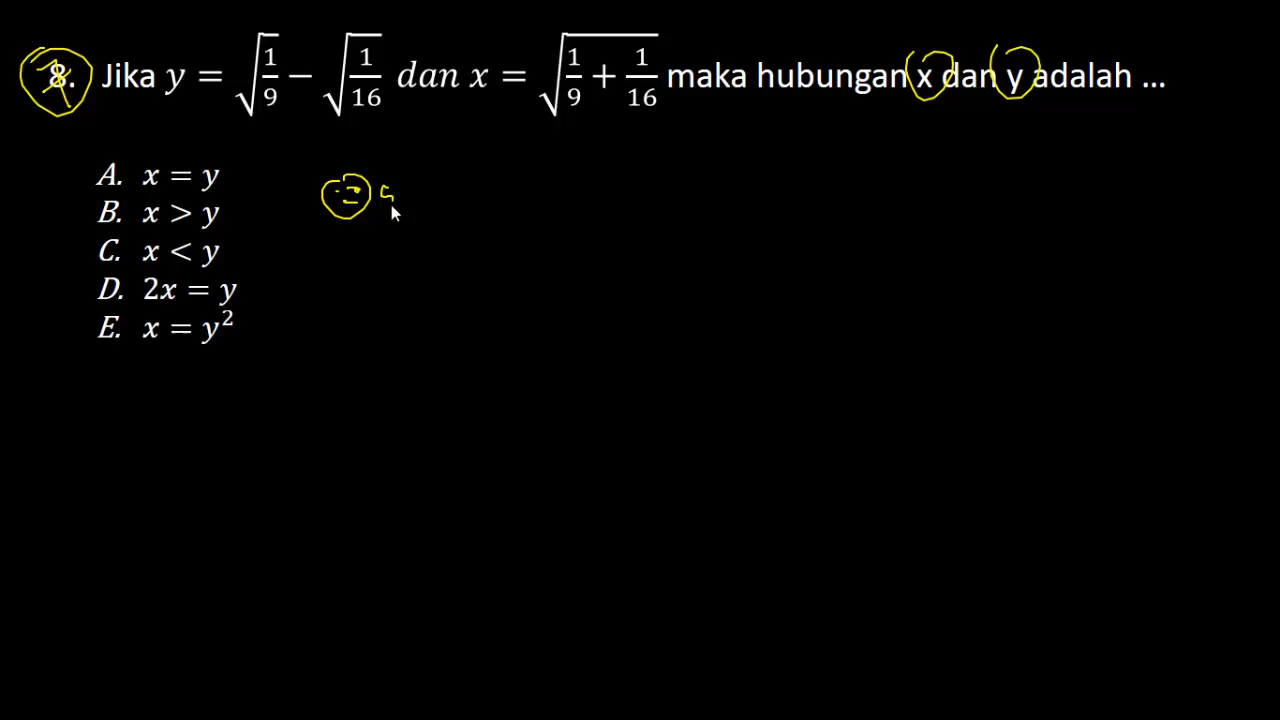 8. Jika y = √(1/9) − √(1/16) dan x = √(1/9 + 1/16) maka hubungan x dan y adalah ...
A. x = y
B. x > y
C. x < y
D. 2x = y
E. x = y²